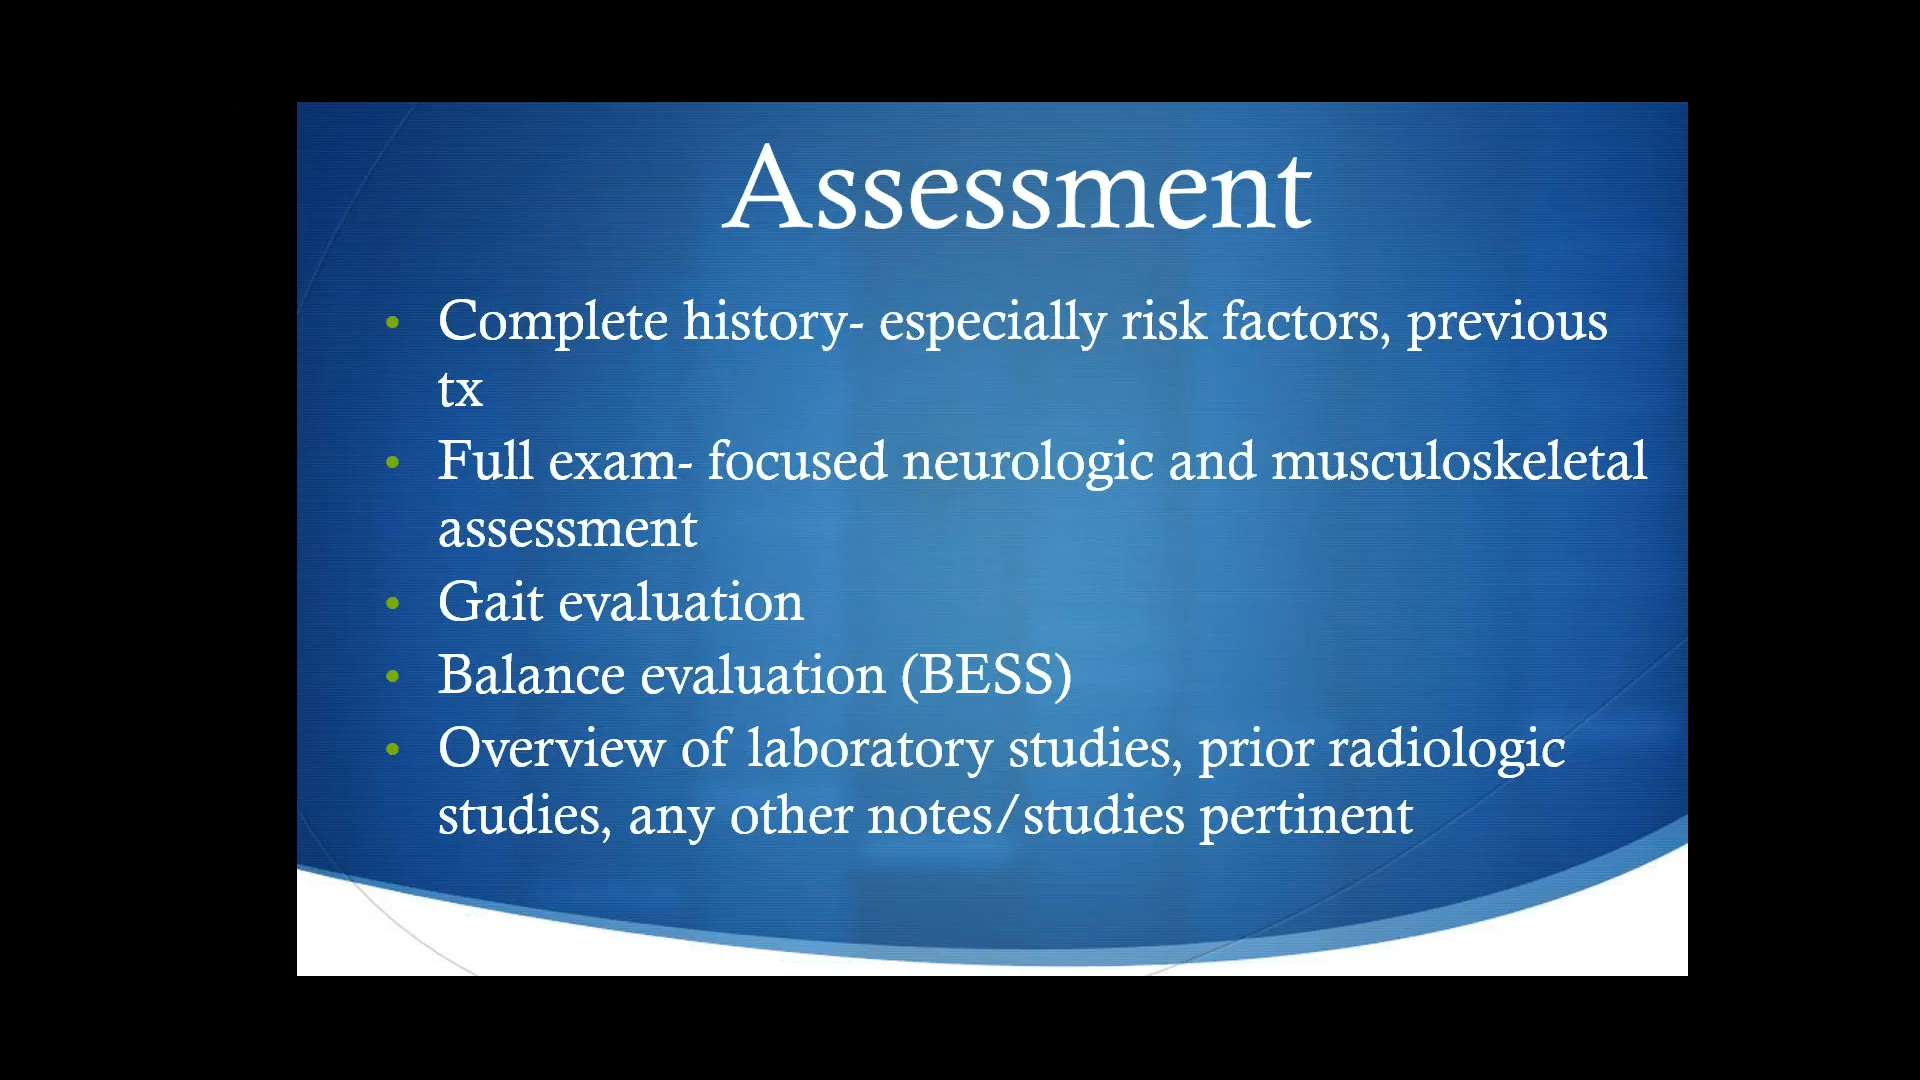 Assessment
• Complete history- especially risk factors, previous
tx
• Full exam- focused neurologic and musculoskeletal
assessment
• Gait evaluation
• Balance evaluation (BESS)
• Overview of laboratory studies, prior radiologic
studies, any other notes/studies pertinent